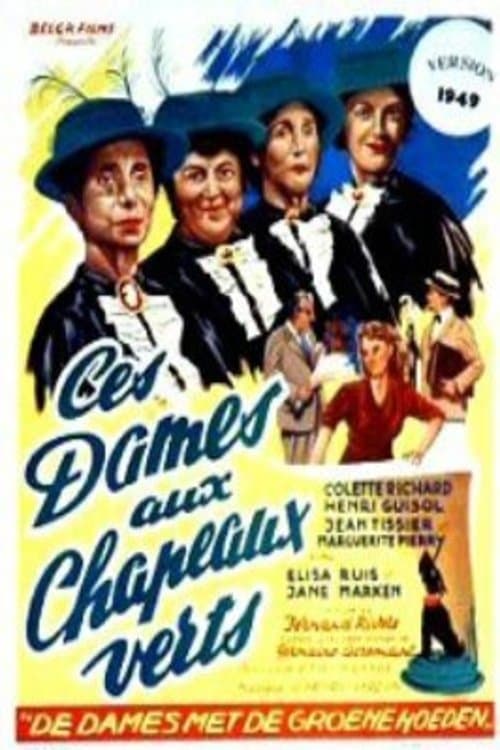 BELGA FILMS
VERSION
1949
Ces
Dames
aux
Chapeaux
verts
COLETTE RICHARD
HENRI GUISOL
JEAN TISSIER
MARGUERITE PIERRY
ELISA RUIS
JANE MARKEN
"DE DAMES MET DE GROENE HOEDEN.